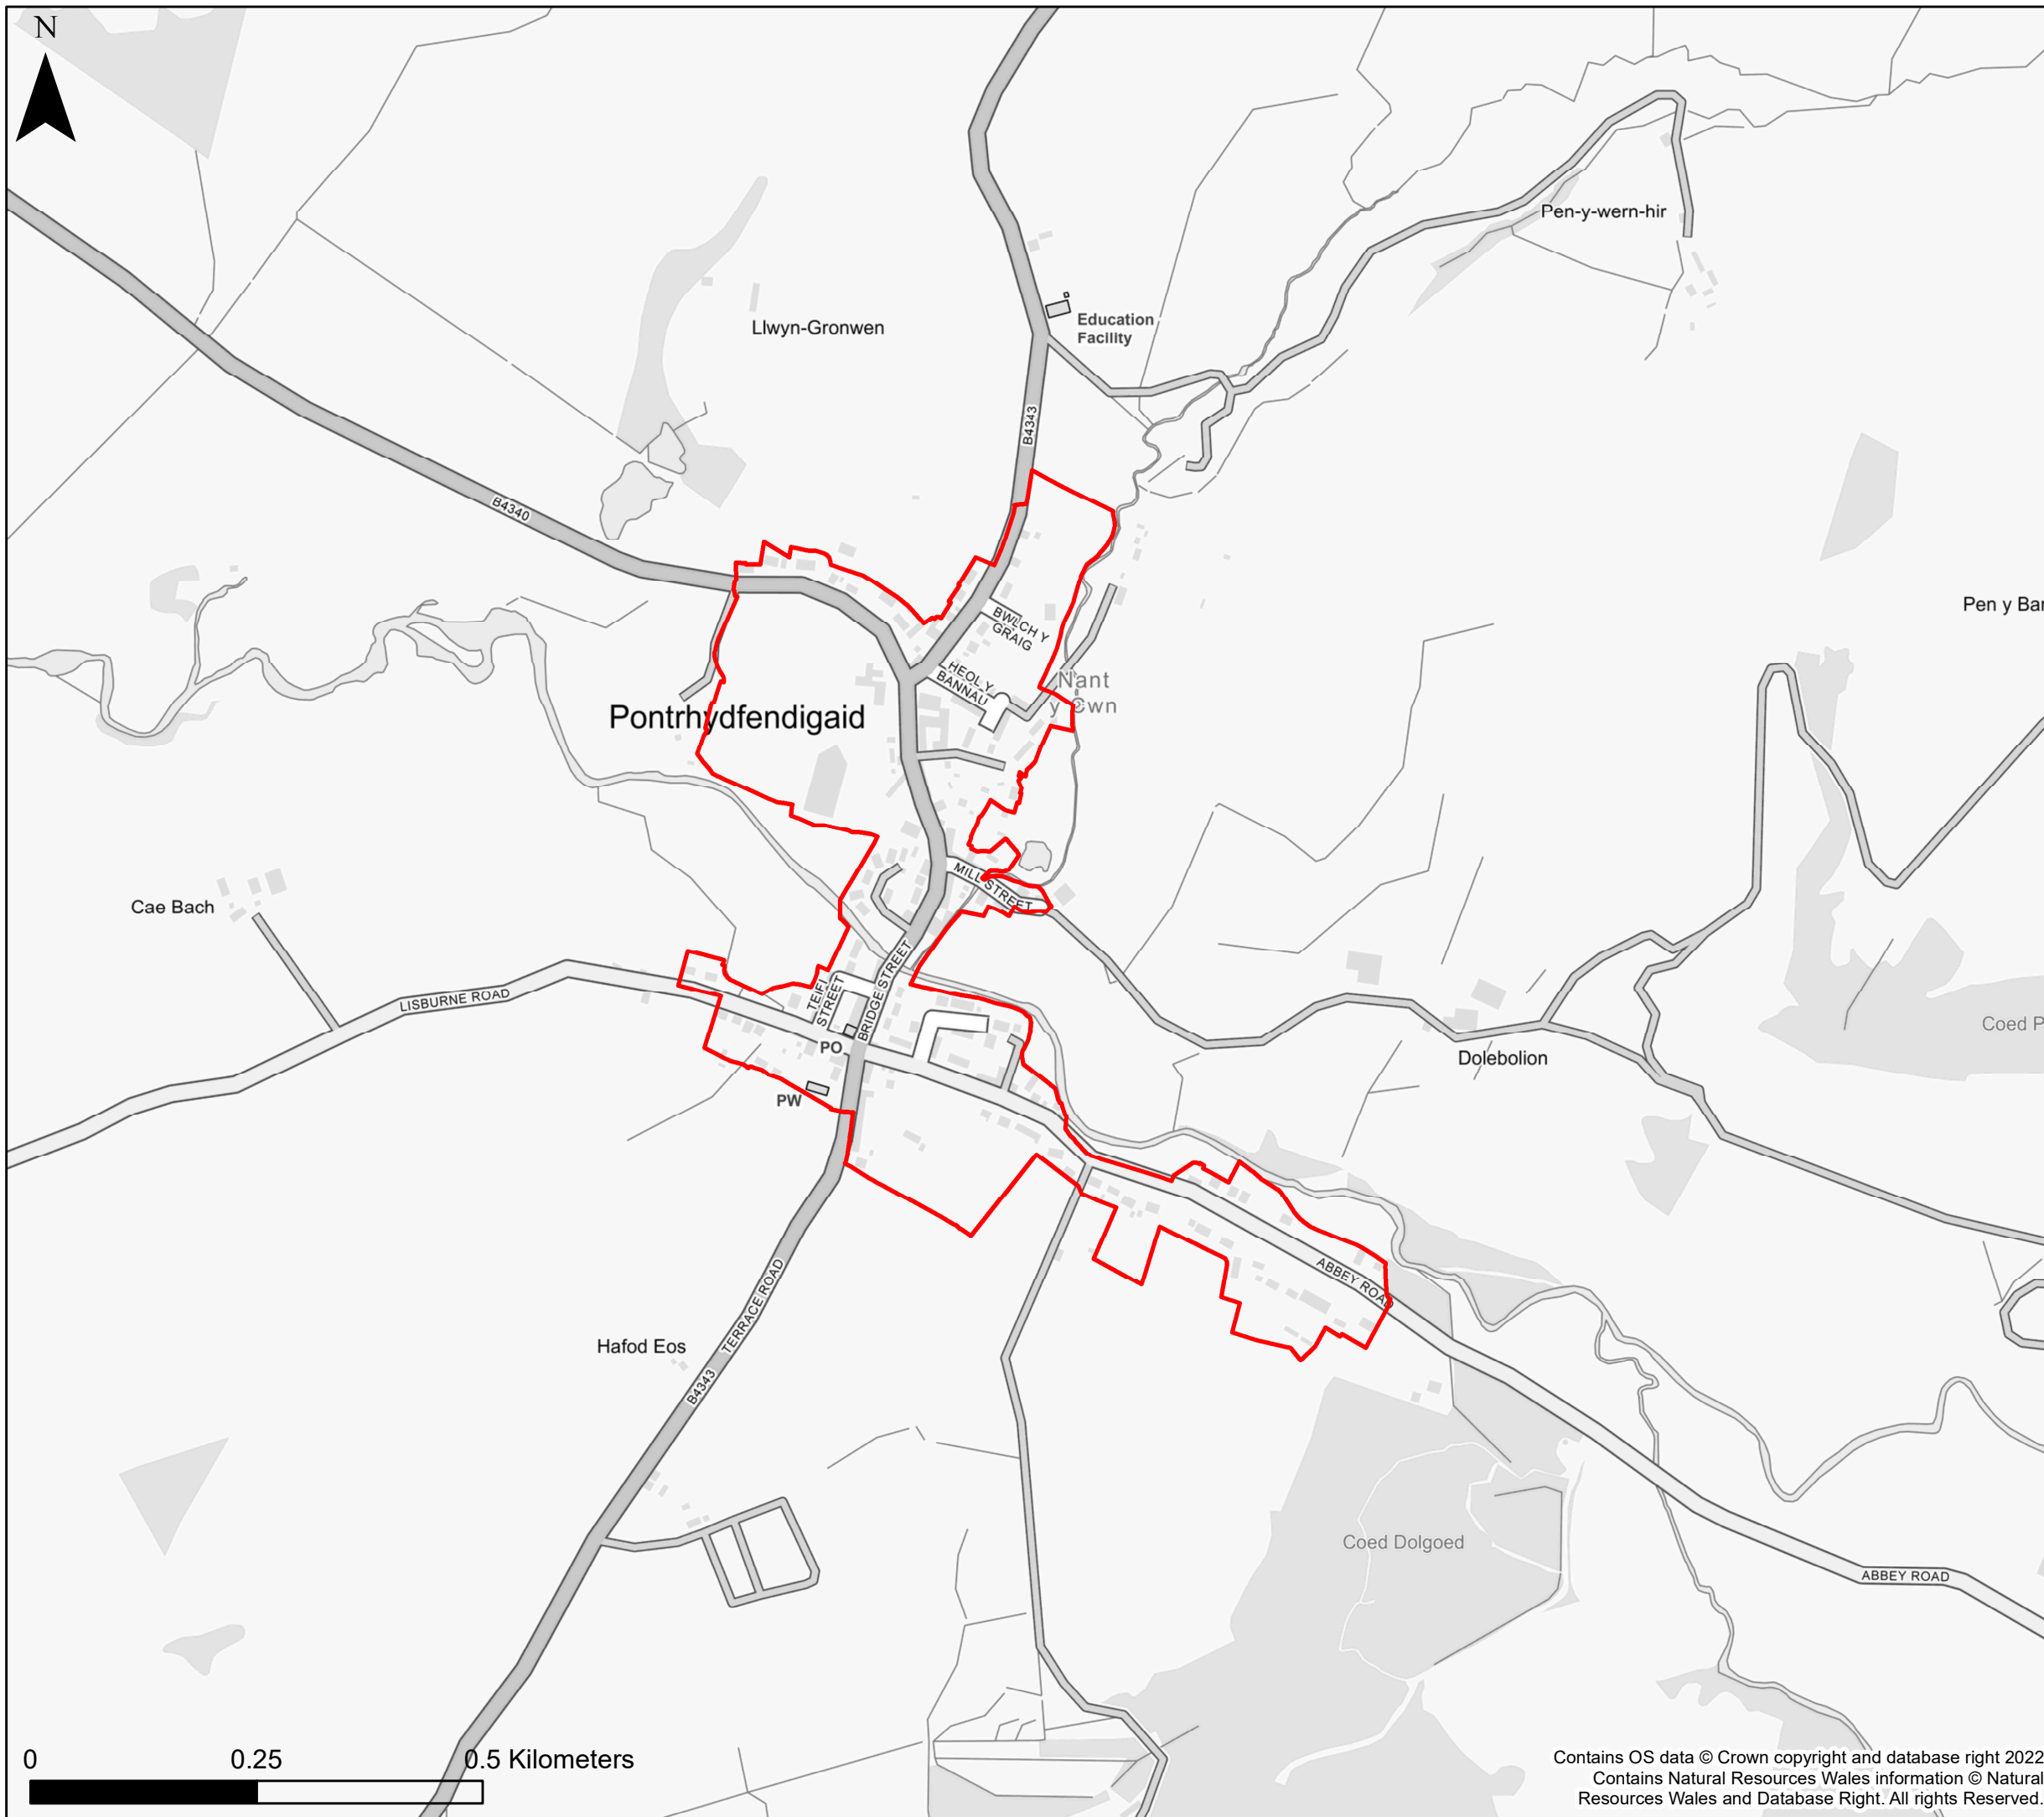 N
Pen-y-wern-hir
Education
Facility
Llwyn-Gronwen
B4343
B4340
BWLCH Y
GRAIG
Pen y Bar
HEOL Y
BANNAU
Nant
y Cwn
Pontrhydfendigaid
MILL STREET
Cae Bach
LISBURNE ROAD
TEIFI
STREET
BRIDGE STREET
PO
Coed P
Dolebolion
PW
ABBEY ROAD
TERRACE ROAD
Hafod Eos
B4343
Coed Dolgoed
ABBEY ROAD
0 0.25 0.5 Kilometers
Contains OS data © Crown copyright and database right 2022
Contains Natural Resources Wales information © Natural
Resources Wales and Database Right. All rights Reserved.